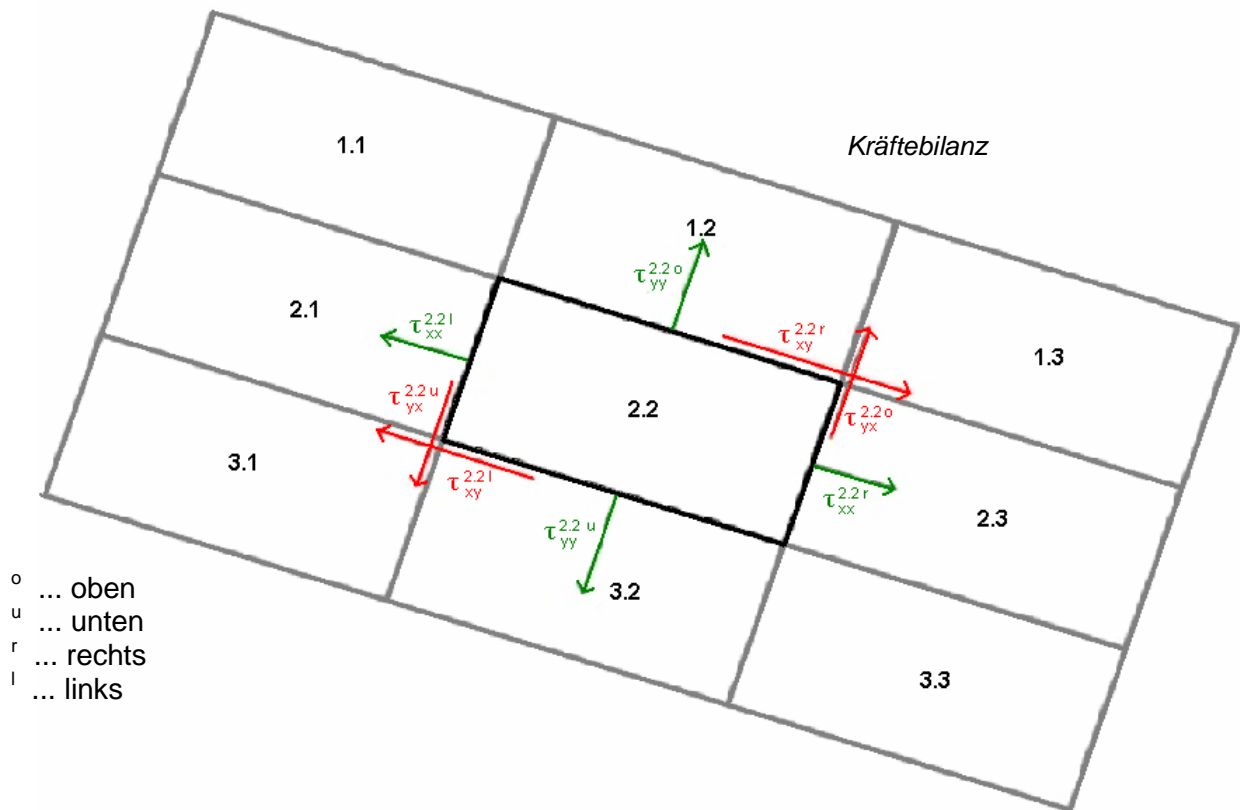 1.1
Kräftebilanz
1.2
τ_yy^2.2 o
2.1
τ_xx^2.2 l
τ_xy^2.2 r
1.3
τ_yx^2.2 u
2.2
τ_yx^2.2 o
3.1
τ_xy^2.2 l
τ_xx^2.2 r
2.3
τ_yy^2.2 u
3.2
o ... oben
u ... unten
r ... rechts
l ... links
3.3